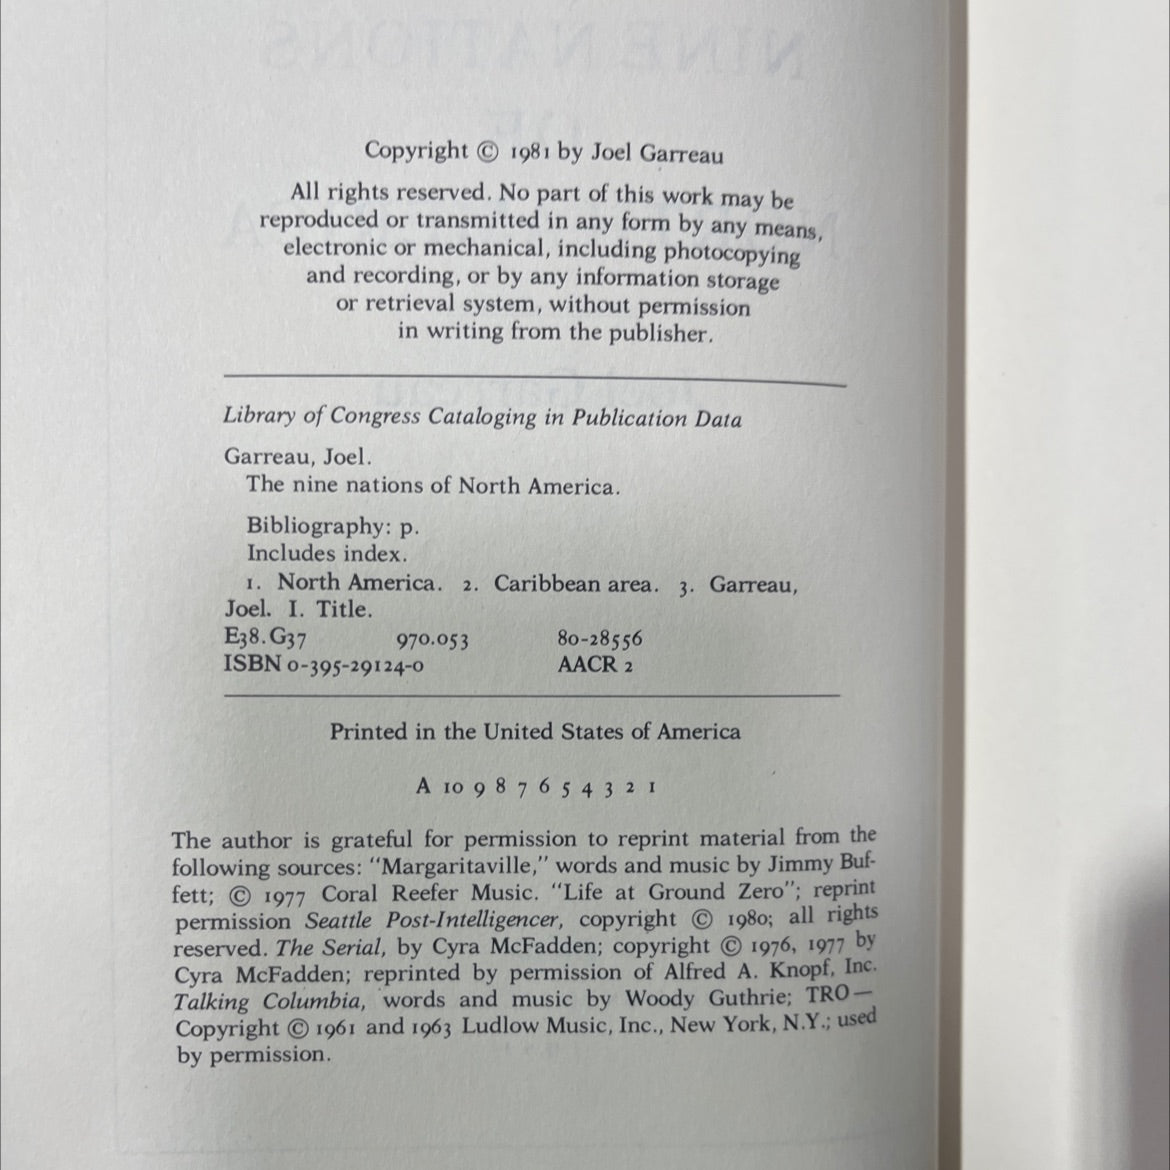 Copyright © 1981 by Joel Garreau
All rights reserved. No part of this work may be
reproduced or transmitted in any form by any means,
electronic or mechanical, including photocopying
and recording, or by any information storage
or retrieval system, without permission
in writing from the publisher.
Library of Congress Cataloging in Publication Data
Garreau, Joel.
The nine nations of North America.
Bibliography: p.
Includes index.
1. North America. 2. Caribbean area. 3. Garreau,
Joel. I. Title.
E38.G37 970.053 80-28556
ISBN 0-395-29124-0 AACR 2
Printed in the United States of America
A 10 9 8 7 6 5 4 3 2 1
The author is grateful for permission to reprint material from the
following sources: “Margaritaville,” words and music by Jimmy Buf-
fett; © 1977 Coral Reefer Music. “Life at Ground Zero”; reprint
permission Seattle Post-Intelligencer, copyright © 1980; all rights
reserved. The Serial, by Cyra McFadden; copyright © 1976, 1977 by
Cyra McFadden; reprinted by permission of Alfred A. Knopf, Inc.
Talking Columbia, words and music by Woody Guthrie; TRO—
Copyright © 1961 and 1963 Ludlow Music, Inc., New York, N.Y.; used
by permission.